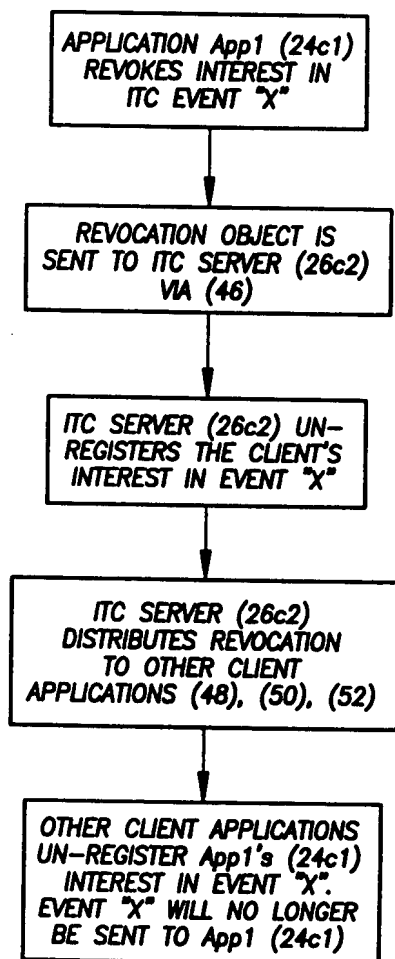 APPLICATION App1 (24c1)
REVOKES INTEREST IN
ITC EVENT "X"
REVOCATION OBJECT IS
SENT TO ITC SERVER (26c2)
VIA (46)
ITC SERVER (26c2) UN-
REGISTERS THE CLIENT'S
INTEREST IN EVENT "X"
ITC SERVER (26c2)
DISTRIBUTES REVOCATION
TO OTHER CLIENT
APPLICATIONS (48), (50), (52)
OTHER CLIENT APPLICATIONS
UN-REGISTER App1's (24c1)
INTEREST IN EVENT "X".
EVENT "X" WILL NO LONGER
BE SENT TO App1 (24c1)